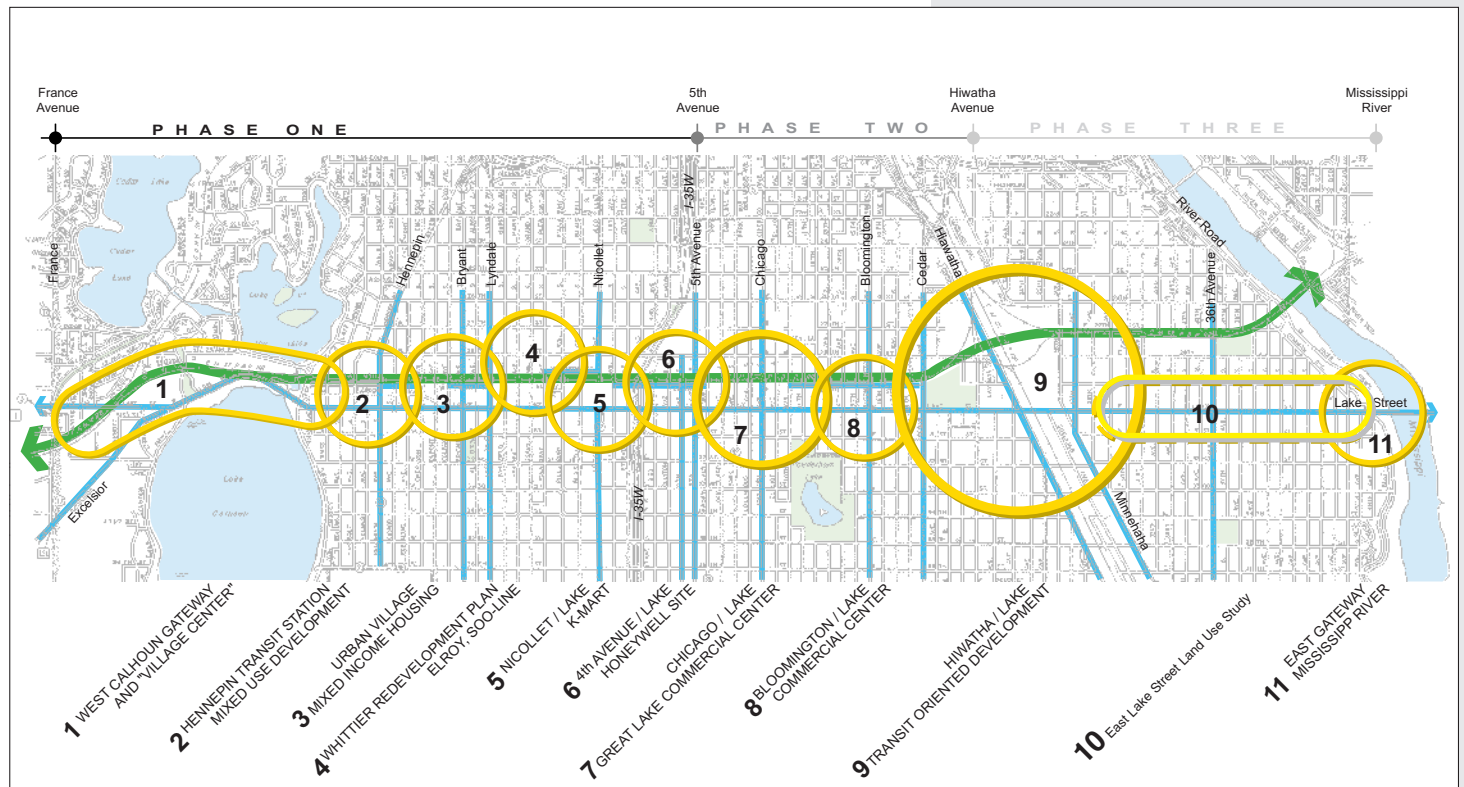 France
Avenue
5th
Avenue
Hiwatha
Avenue
Mississippi
River
PHASE ONE
PHASE TWO
PHASE THREE
Cedar Lake
Cedar
Lake
France
Hennepin
Bryant
Lyndale
Nicollet
I-35W
5th Avenue
Chicago
Bloomington
Cedar
Hiawatha
River Road
36th Avenue
1
2
3
4
5
6
7
8
9
10
11
Lake Street
Excelsior
Lake
I-35W
Minnehaha
1 WEST CALHOUN GATEWAY
AND "VILLAGE CENTER"
2 HENNEPIN TRANSIT STATION
MIXED USE DEVELOPMENT
URBAN VILLAGE
3 MIXED INCOME HOUSING
4 WHITTIER REDEVELOPMENT PLAN
ELROY, SOO-LINE
5 NICOLLET / LAKE
K-MART
6 4th AVENUE / LAKE
HONEYWELL SITE
CHICAGO / LAKE
7 GREAT LAKE COMMERCIAL CENTER
8 BLOOMINGTON / LAKE
COMMERCIAL CENTER
HIWATHA / LAKE
9 TRANSIT ORIENTED DEVELOPMENT
10 East Lake Street Land Use Study
11 EAST GATEWAY
MISSISSIPP RIVER